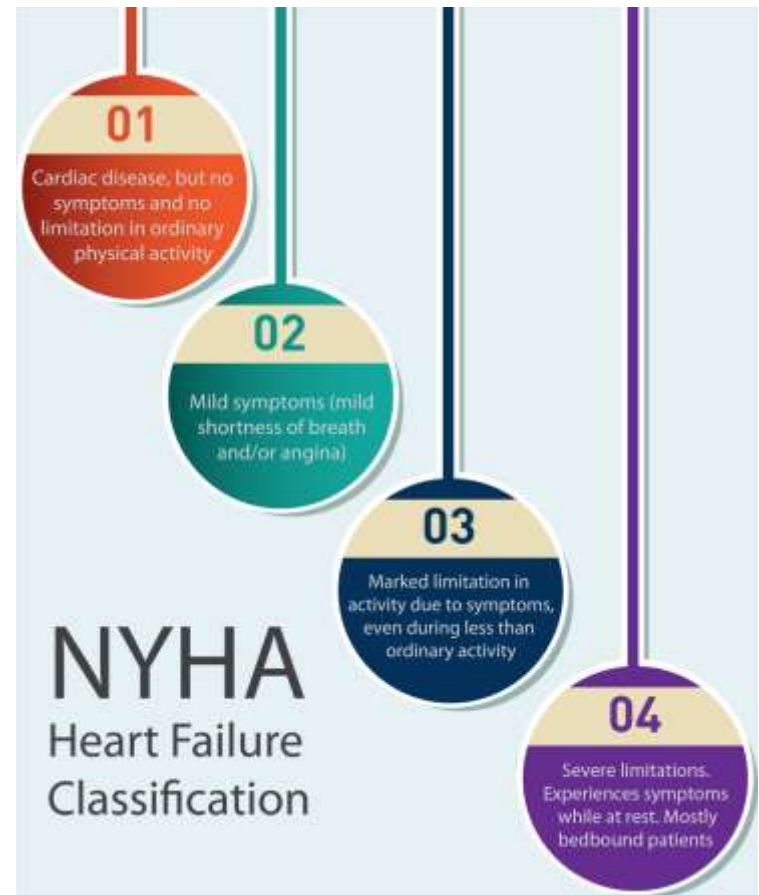 01
Cardiac disease, but no
symptoms and no
limitation in ordinary
physical activity
02
Mild symptoms (mild
shortness of breath
and/or angina)
03
Marked limitation in
activity due to symptoms,
even during less than
ordinary activity
04
Severe limitations.
Experiences symptoms
while at rest. Mostly
bedbound patients
NYHA
Heart Failure
Classification